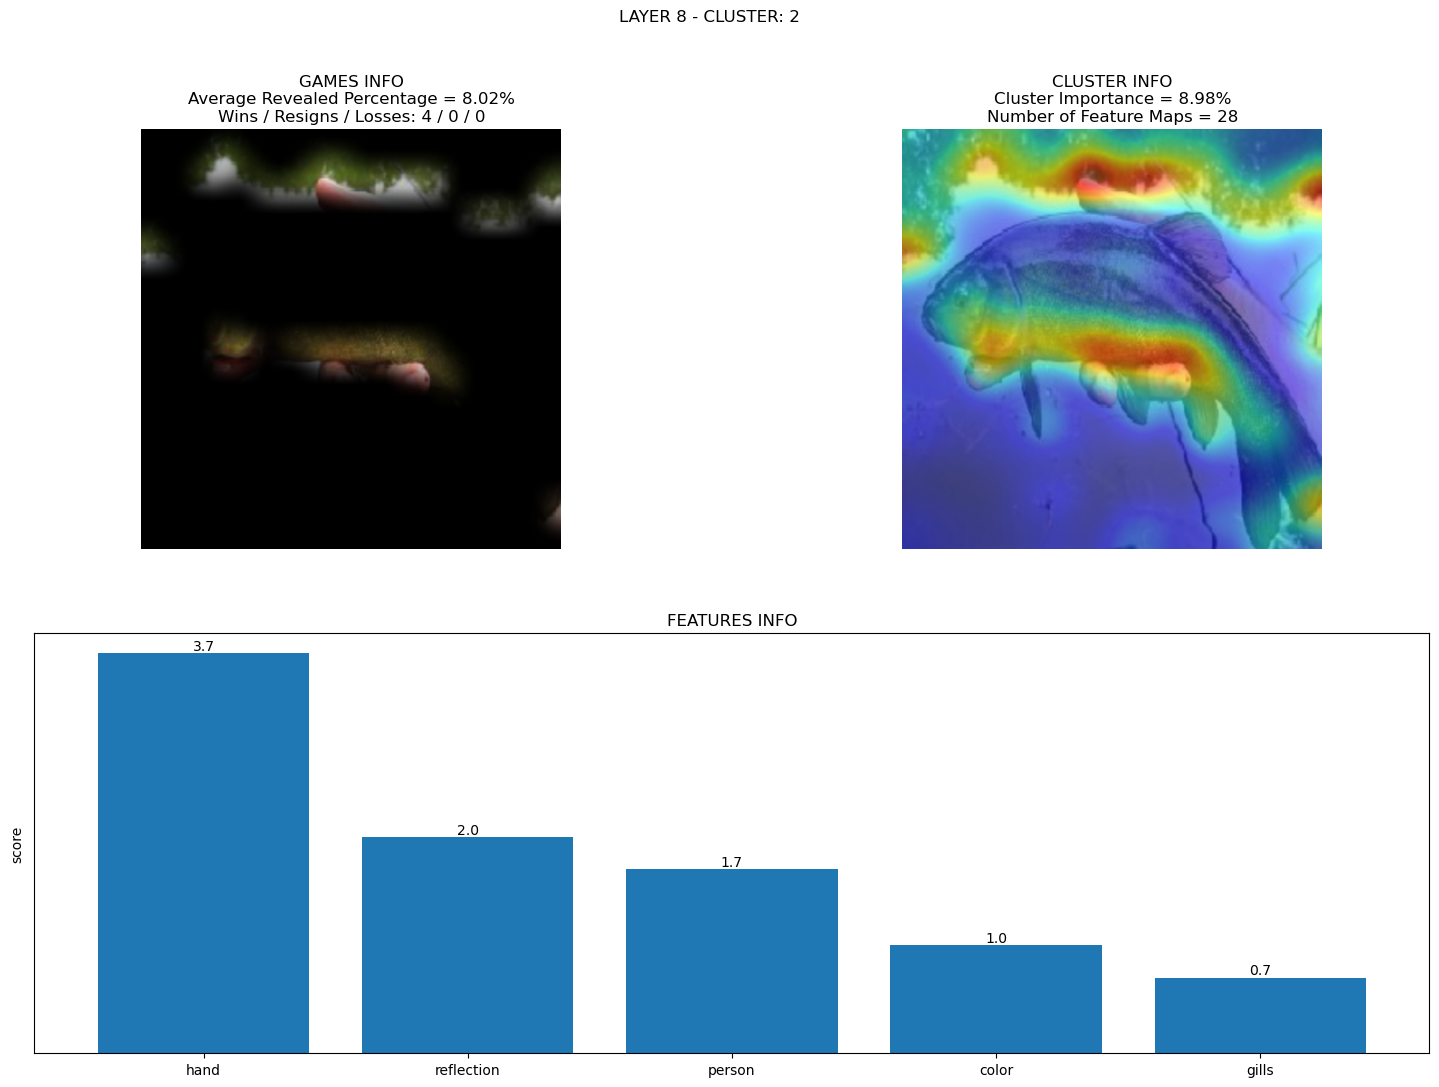 LAYER 8 - CLUSTER: 2
GAMES INFO
Average Revealed Percentage = 8.02%
Wins / Resigns / Losses: 4 / 0 / 0
CLUSTER INFO
Cluster Importance = 8.98%
Number of Feature Maps = 28
FEATURES INFO
score
3.7
2.0
1.7
1.0
0.7
hand
reflection
person
color
gills